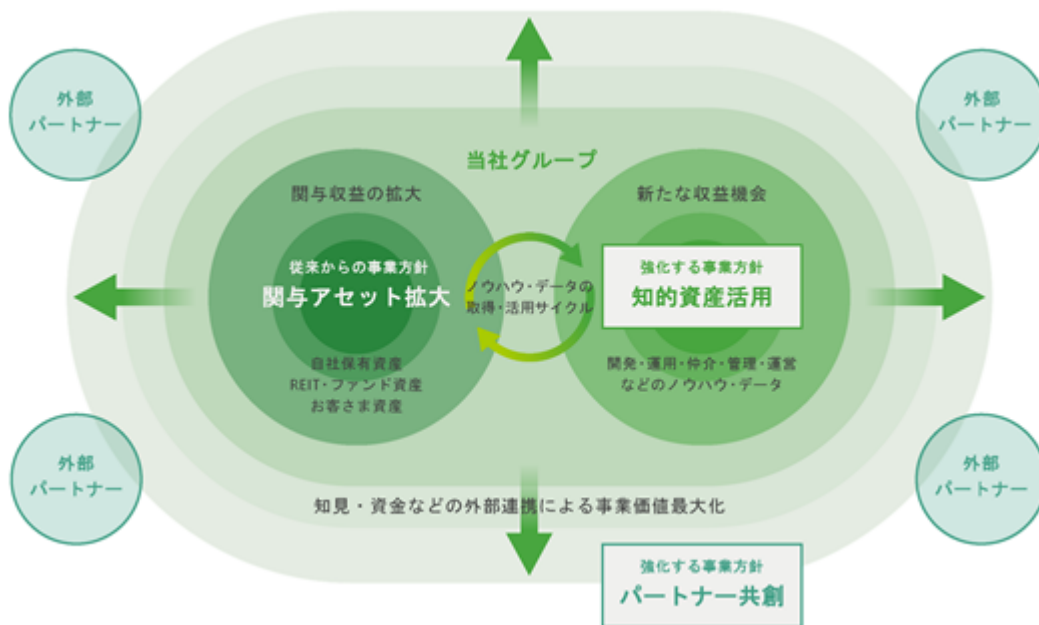 外部
パートナー
外部
パートナー
当社グループ
関与収益の拡大
従来からの事業方針
関与アセット拡大
自社保有資産
REIT・ファンド資産
お客さま資産
ノウハウ・データの
取得・活用サイクル
新たな収益機会
強化する事業方針
知的資産活用
開発・運用・仲介・管理・運営
などのノウハウ・データ
外部
パートナー
外部
パートナー
知見・資金などの外部連携による事業価値最大化
強化する事業方針
パートナー共創